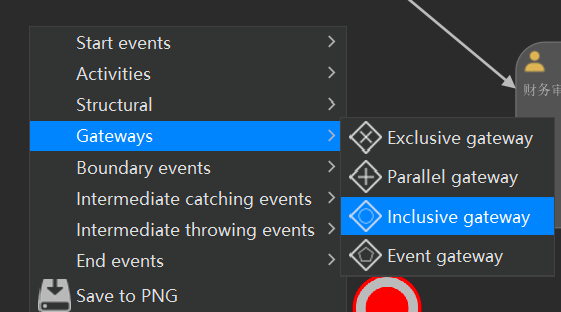 Start events
Activities
Structural
Gateways
Boundary events
Intermediate catching events
Intermediate throwing events
End events
Save to PNG
Exclusive gateway
Parallel gateway
Inclusive gateway
Event gateway
财务审